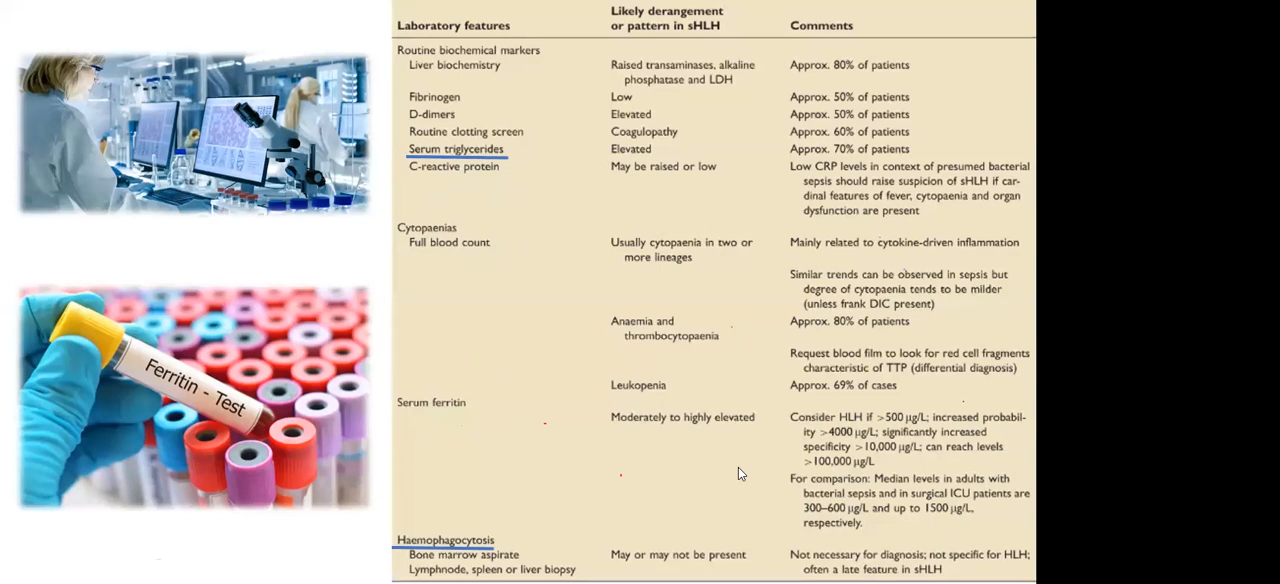 Laboratory features
Likely derangement
or pattern in sHLH
Comments
Routine biochemical markers
Liver biochemistry
Raised transaminases, alkaline
phosphatase and LDH
Approx. 80% of patients
Fibrinogen
Low
Approx. 50% of patients
D-dimers
Elevated
Approx. 50% of patients
Routine clotting screen
Coagulopathy
Approx. 60% of patients
Serum triglycerides
Elevated
Approx. 70% of patients
C-reactive protein
May be raised or low
Low CRP levels in context of presumed bacterial
sepsis should raise suspicion of sHLH if car-
dinal features of fever, cytopaenia and organ
dysfunction are present
Cytopaenias
Full blood count
Usually cytopaenia in two or
more lineages
Mainly related to cytokine-driven inflammation
Similar trends can be observed in sepsis but
degree of cytopaenia tends to be milder
(unless frank DIC present)
Anaemia and
thrombocytopaenia
Approx. 80% of patients
Request blood film to look for red cell fragments
characteristic of TTP (differential diagnosis)
Leukopenia
Approx. 69% of cases
Serum ferritin
Moderately to highly elevated
Consider HLH if >500 µg/L; increased probabil-
ity >4000 µg/L; significantly increased
specificity >10,000 µg/L; can reach levels
>100,000 µg/L
For comparison: Median levels in adults with
bacterial sepsis and in surgical ICU patients are
300–600 µg/L and up to 1500 µg/L,
respectively.
Haemophagocytosis
Bone marrow aspirate
May or may not be present
Not necessary for diagnosis; not specific for HLH;
often a late feature in sHLH
Lymphnode, spleen or liver biopsy
Ferritin - Test